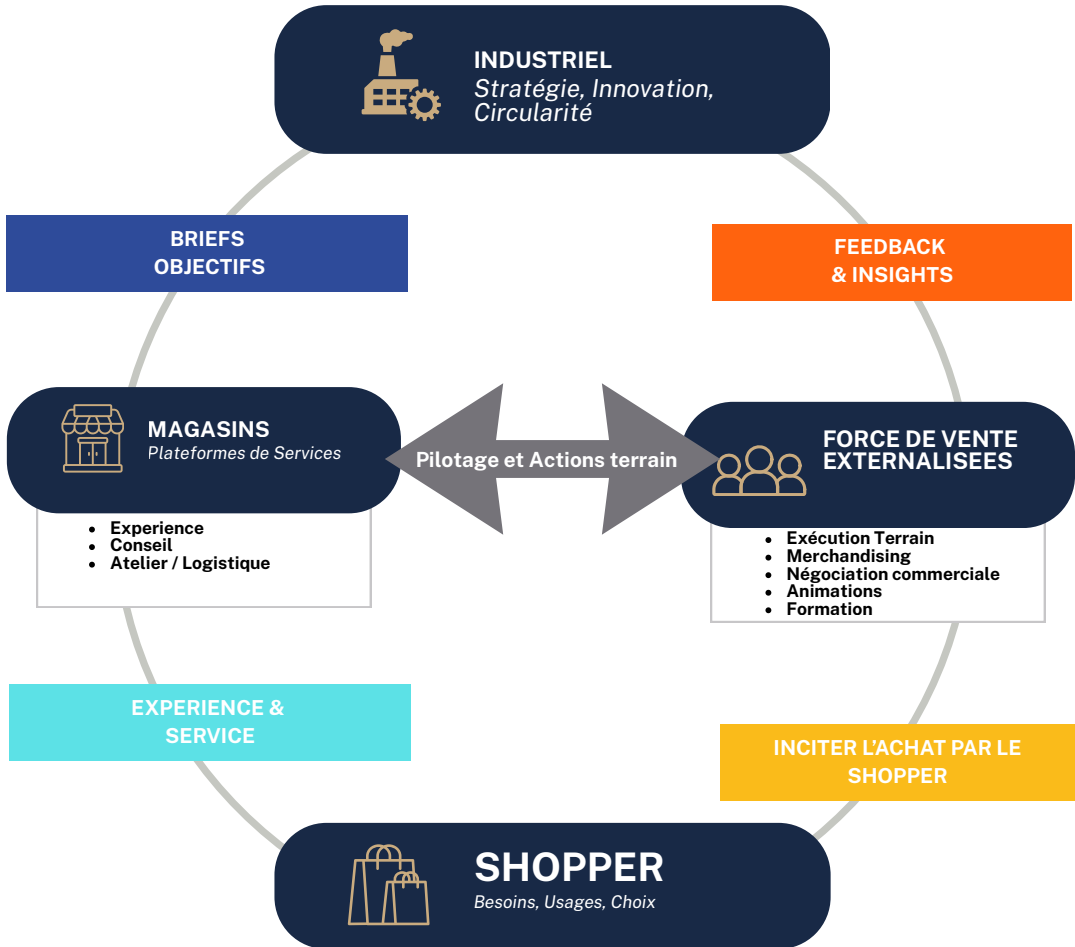 INDUSTRIEL
Stratégie, Innovation,
Circularité
BRIEFS
OBJECTIFS
FEEDBACK
& INSIGHTS
MAGASINS
Plateformes de Services
Pilotage et Actions terrain
FORCE DE VENTE
EXTERNALISEES
• Experience
• Conseil
• Atelier / Logistique
• Exécution Terrain
• Merchandising
• Négociation commerciale
• Animations
• Formation
EXPERIENCE &
SERVICE
INCITER L'ACHAT PAR LE
SHOPPER
SHOPPER
Besoins, Usages, Choix